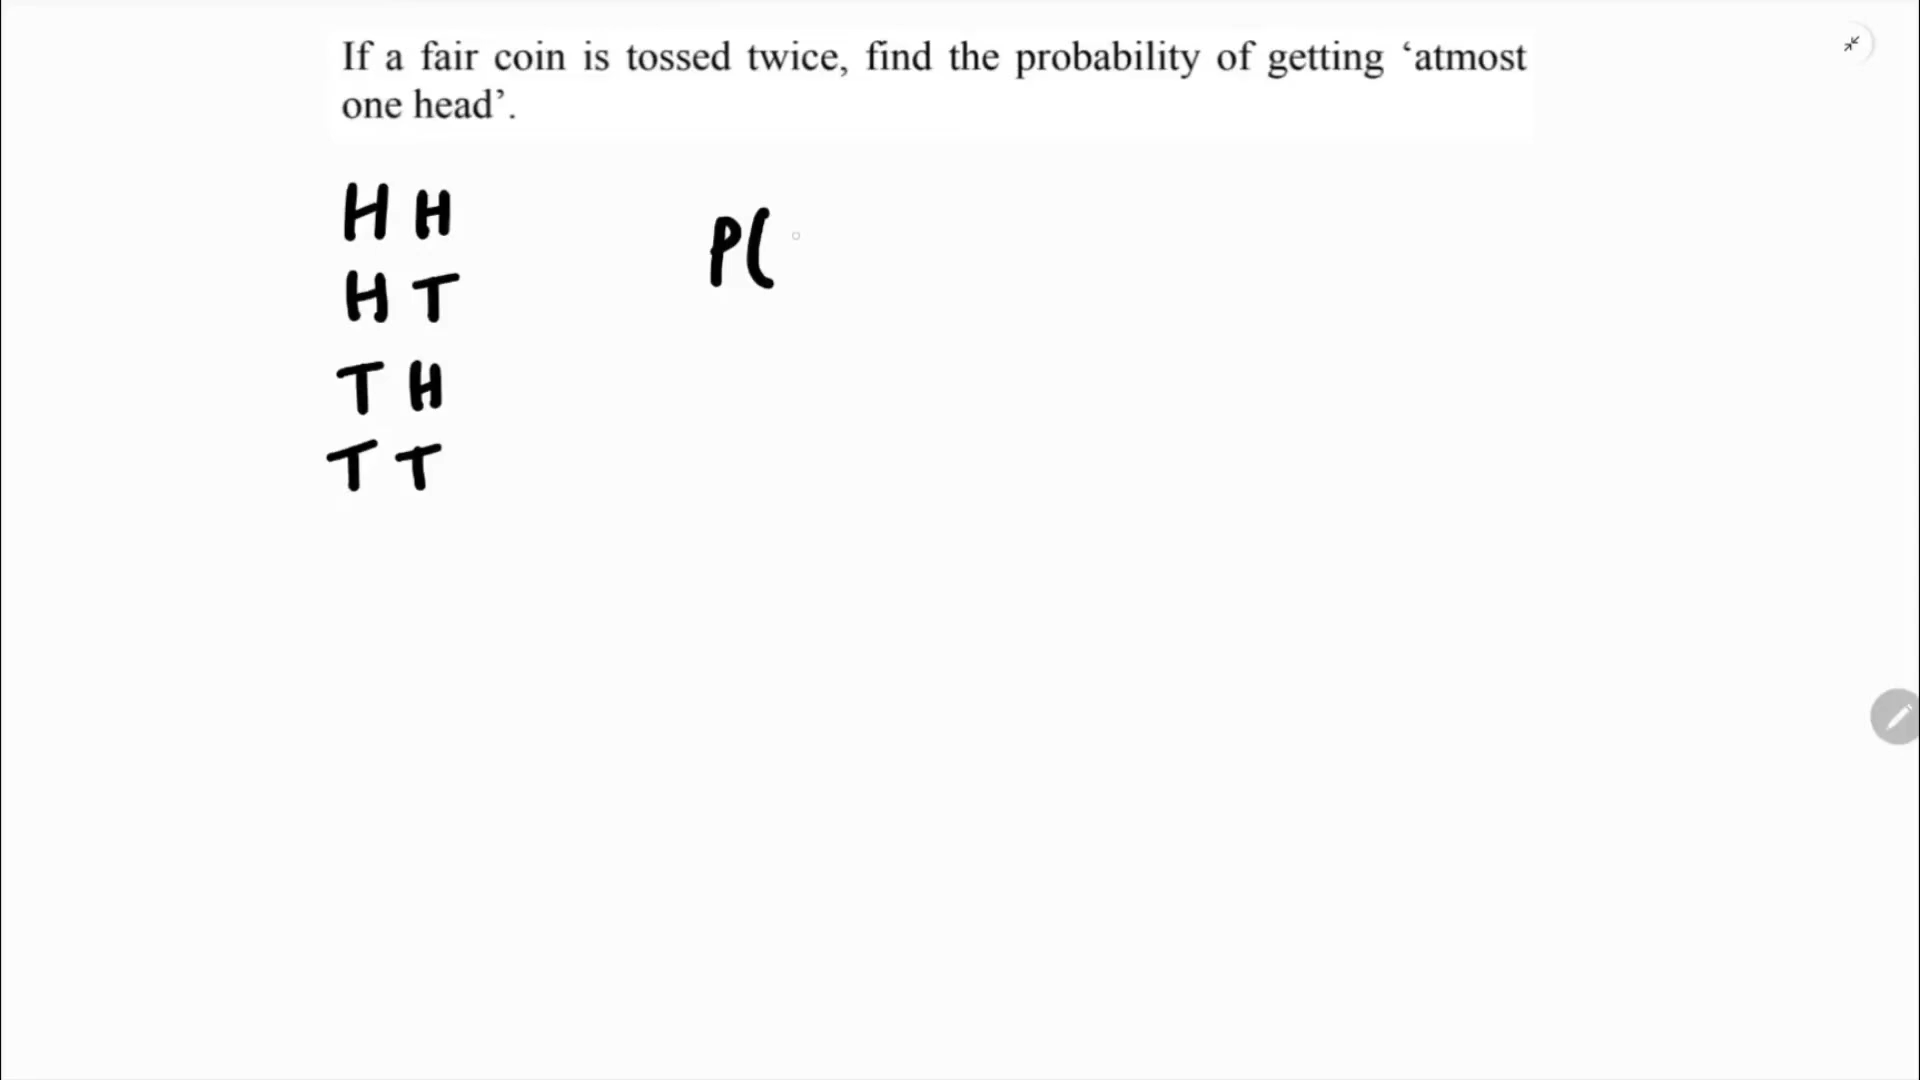 If a fair coin is tossed twice, find the probability of getting ‘atmost
one head’.
H H
P(
H T
T H
T T